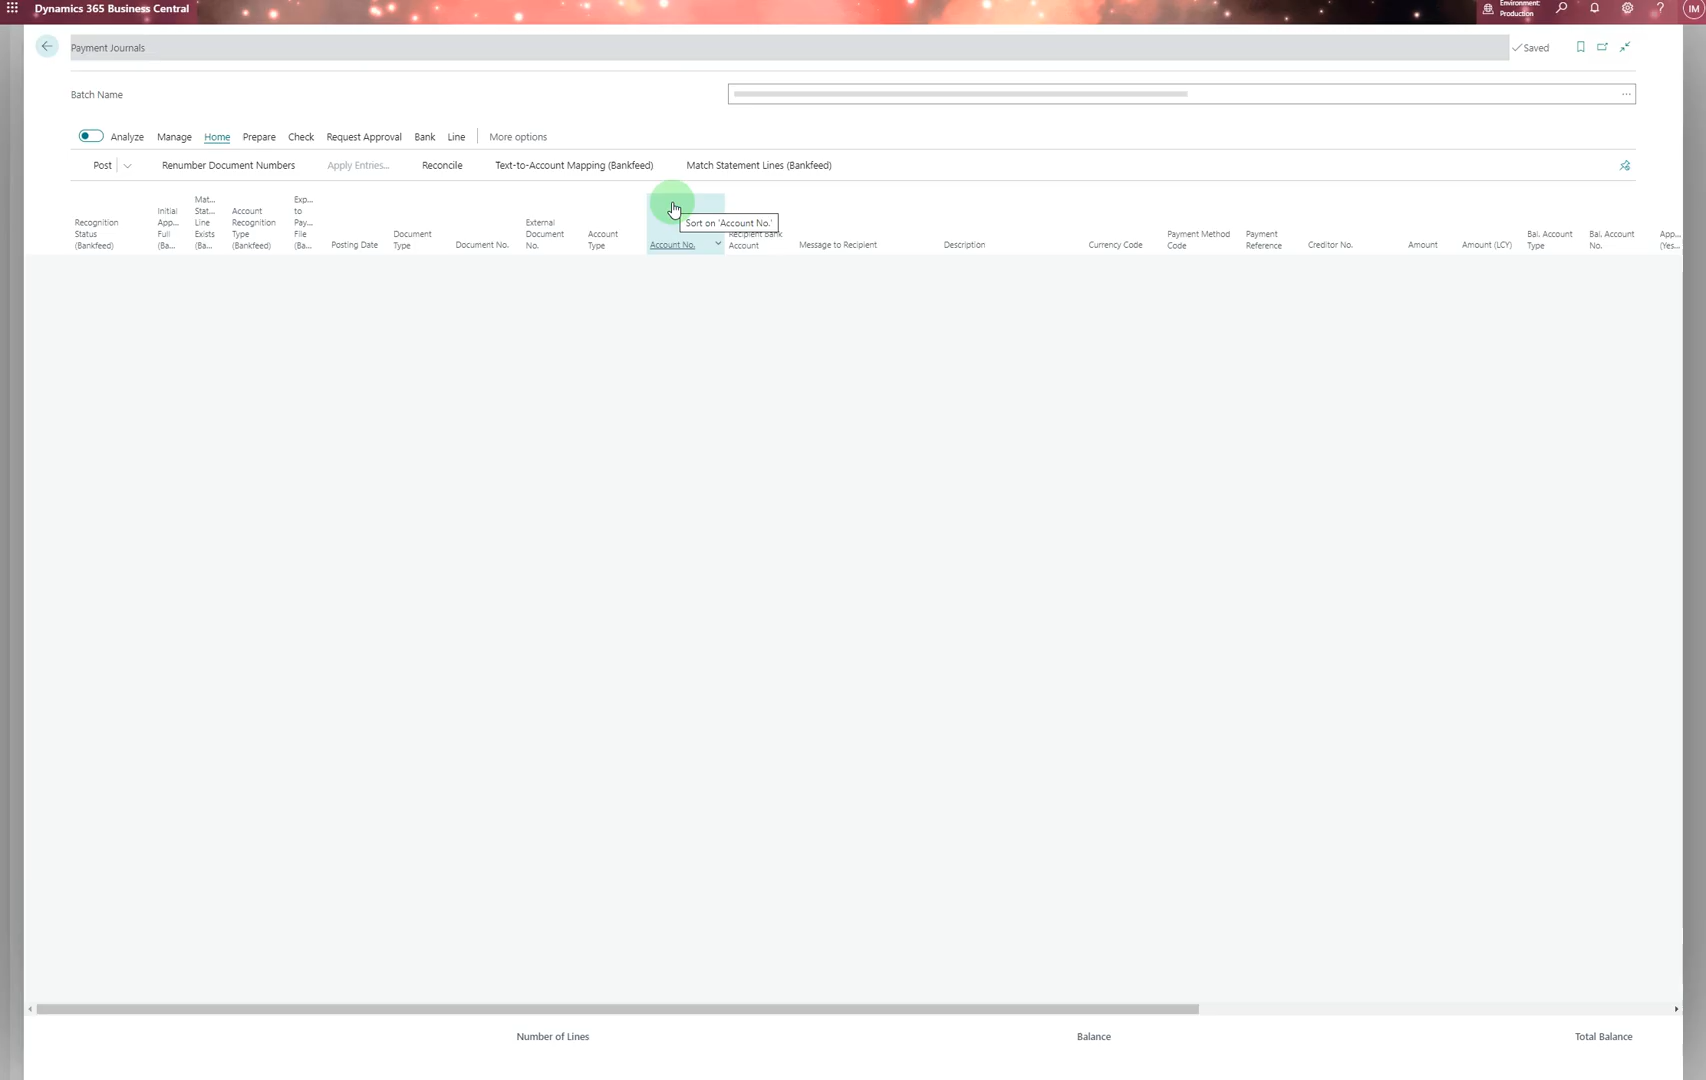 Dynamics 365 Business Central
Environment:
Production
IM
Payment Journals
Saved
Batch Name
Analyze
Manage
Home
Prepare
Check
Request Approval
Bank
Line
More options
Post
Renumber Document Numbers
Apply Entries...
Reconcile
Text-to-Account Mapping (Bankfeed)
Match Statement Lines (Bankfeed)
Recognition
Status
(Bankfeed)
Initial
App...
Full
(Ba...
Mat...
Stat...
Line
Exists
(Ba...
Account
Recognition
Type
(Bankfeed)
Exp...
to
Pay...
File
(Ba...
Posting Date
Document
Type
Document No.
External
Document
No.
Account
Type
Account No.
Sort on 'Account No.'
Recipient Bank
Account
Message to Recipient
Description
Currency Code
Payment Method
Code
Payment
Reference
Creditor No.
Amount
Amount (LCY)
Bal. Account
Type
Bal. Account
No.
App...
(Yes...
Number of Lines
Balance
Total Balance